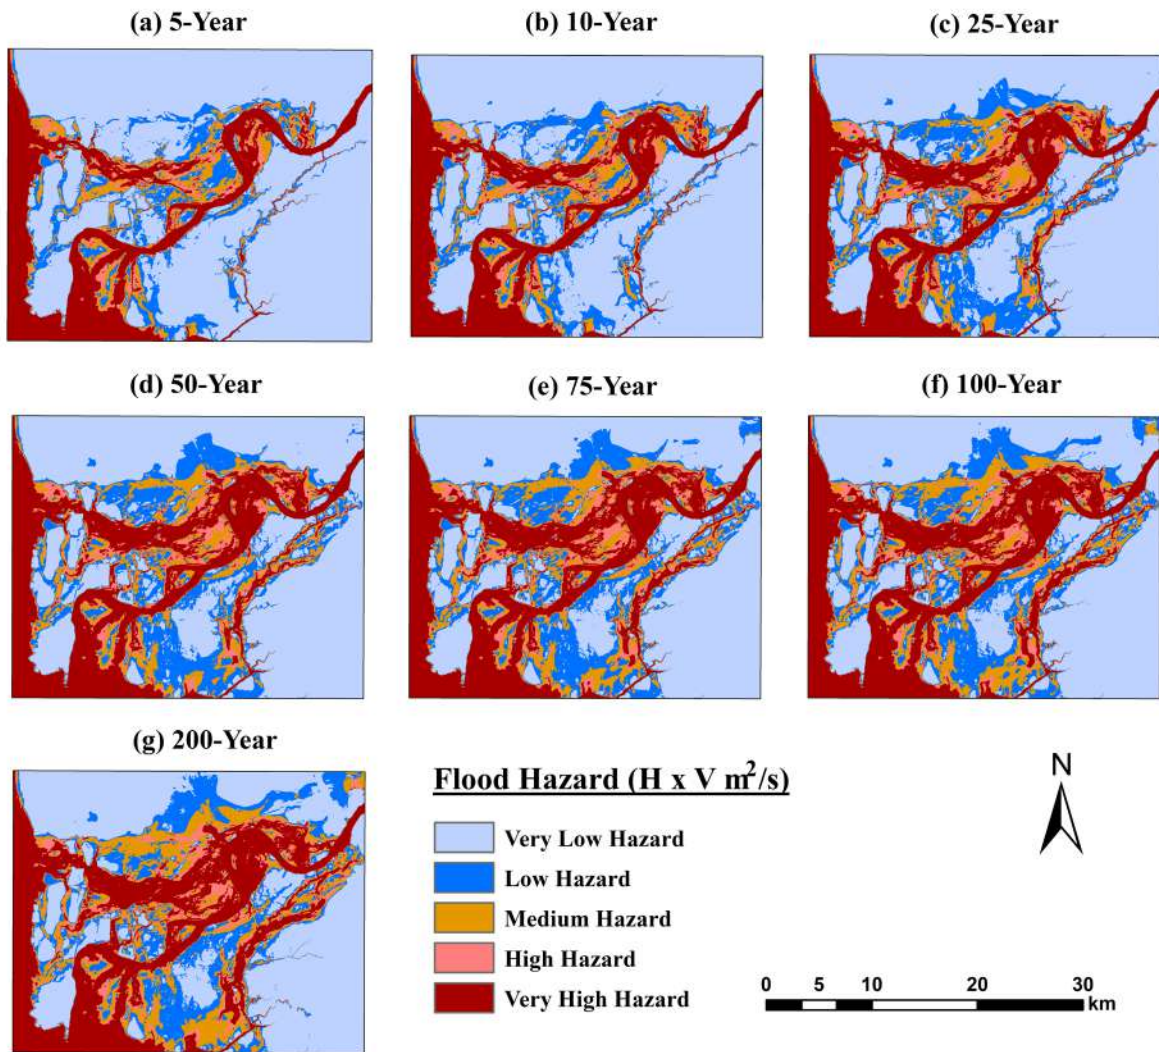 (a) 5-Year
(b) 10-Year
(c) 25-Year
(d) 50-Year
(e) 75-Year
(f) 100-Year
(g) 200-Year
Flood Hazard (H x V m²/s)
Very Low Hazard
Low Hazard
Medium Hazard
High Hazard
Very High Hazard
N
0 5 10 20 30
km